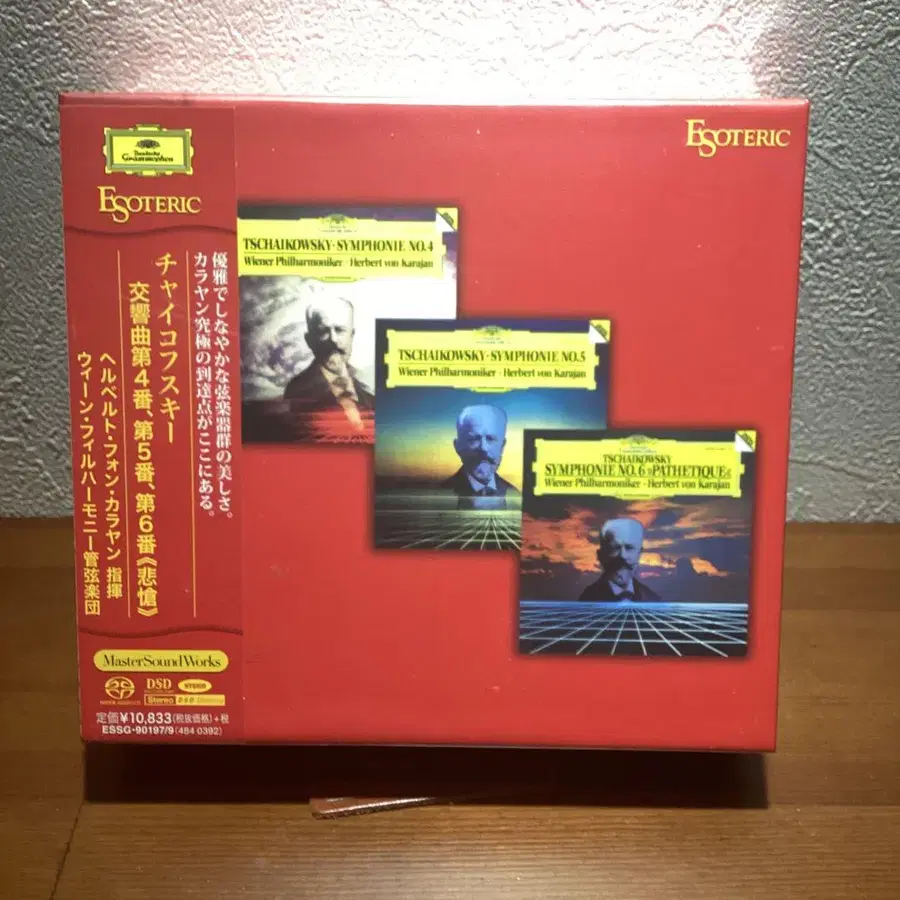 Deutsche
Grammophon
ESOTERIC
優雅でしなやかな弦楽器群の美しさ。
カラヤン究極の到達点がここにある。
チャイコフスキー
交響曲第4番、第5番、第6番《悲愴》
ヘルベルト・フォン・カラヤン 指揮
ウィーン・フィルハーモニー管弦楽団
MasterSoundWorks
SUPER AUDIO CD
DSD
HYBRID
Stereo DSD
定価¥10,833(税抜価格)+税
ESSG-90197/9(484 0392)
ESOTERIC
TSCHAIKOWSKY·SYMPHONIE NO.4
Wiener Philharmoniker · Herbert von Karajan
TSCHAIKOWSKY·SYMPHONIE NO.5
Wiener Philharmoniker · Herbert von Karajan
TSCHAIKOWSKY
SYMPHONIE NO.6 »PATHETIQUE«
Wiener Philharmoniker · Herbert von Karajan